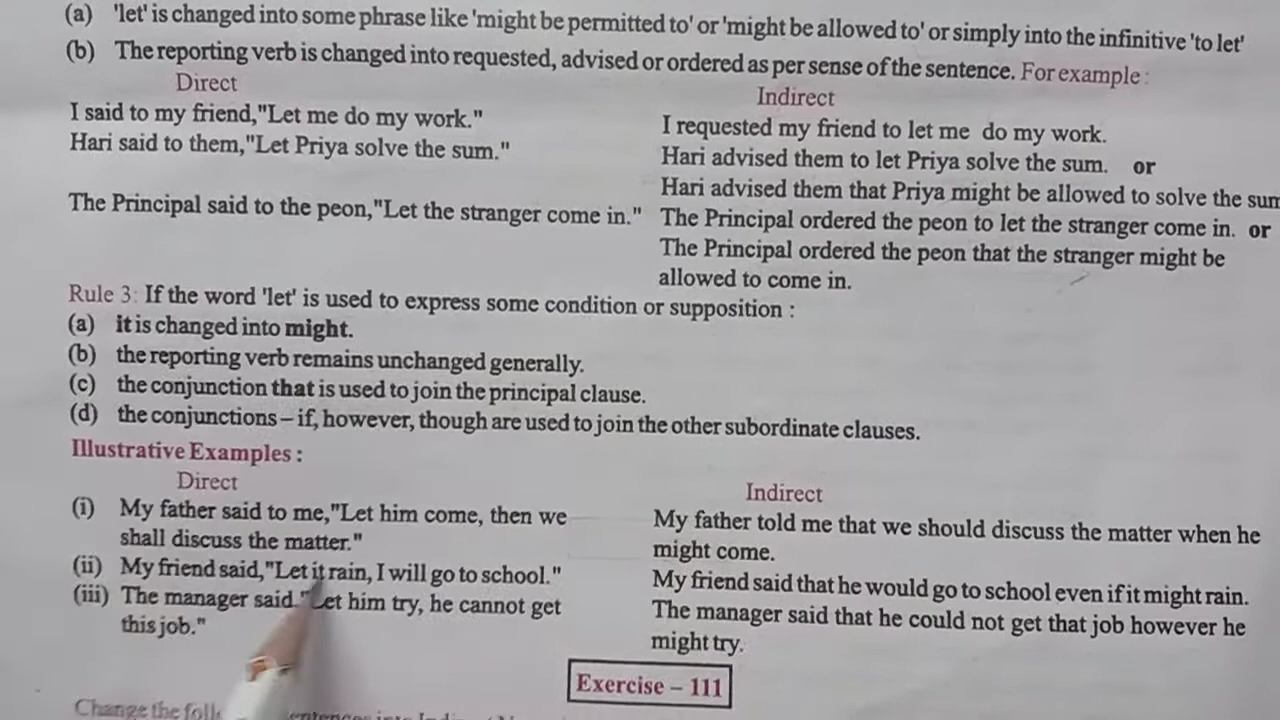 (a) 'let' is changed into some phrase like 'might be permitted to' or 'might be allowed to' or simply into the infinitive 'to let'
(b) The reporting verb is changed into requested, advised or ordered as per sense of the sentence. For example :
Direct
Indirect
I said to my friend,"Let me do my work."
I requested my friend to let me do my work.
Hari said to them,"Let Priya solve the sum."
Hari advised them to let Priya solve the sum. or
Hari advised them that Priya might be allowed to solve the sum
The Principal said to the peon,"Let the stranger come in."
The Principal ordered the peon to let the stranger come in. or
The Principal ordered the peon that the stranger might be
allowed to come in.
Rule 3: If the word 'let' is used to express some condition or supposition :
(a) it is changed into might.
(b) the reporting verb remains unchanged generally.
(c) the conjunction that is used to join the principal clause.
(d) the conjunctions – if, however, though are used to join the other subordinate clauses.
Illustrative Examples :
Direct
Indirect
(i) My father said to me,"Let him come, then we
shall discuss the matter."
My father told me that we should discuss the matter when he
might come.
(ii) My friend said,"Let it rain, I will go to school."
My friend said that he would go to school even if it might rain.
(iii) The manager said,"Let him try, he cannot get
this job."
The manager said that he could not get that job however he
might try.
Exercise – 111
Change the